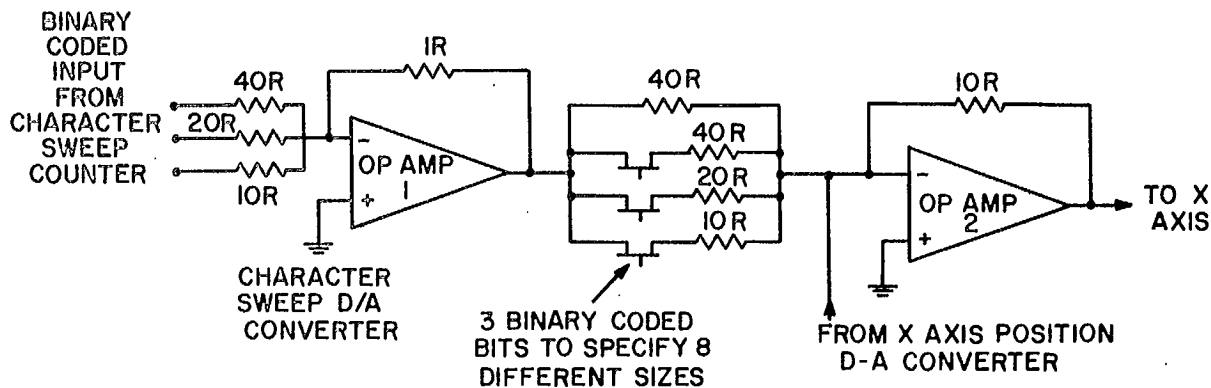 BINARY
CODED
INPUT
FROM
CHARACTER
SWEEP
COUNTER
40R
20R
10R
1R
-
+
OP AMP
1
CHARACTER
SWEEP D/A
CONVERTER
40R
40R
20R
10R
3 BINARY CODED
BITS TO SPECIFY 8
DIFFERENT SIZES
10R
-
+
OP AMP
2
TO X
AXIS
FROM X AXIS POSITION
D-A CONVERTER